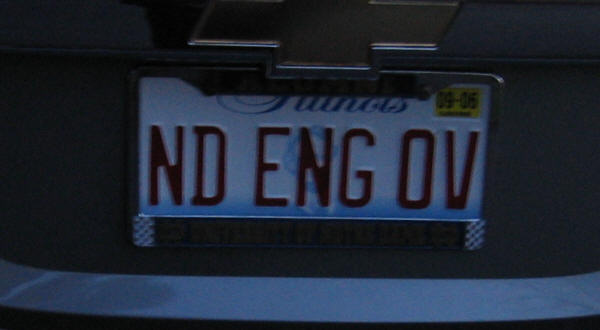 Illinois
09-06
ND ENG OV